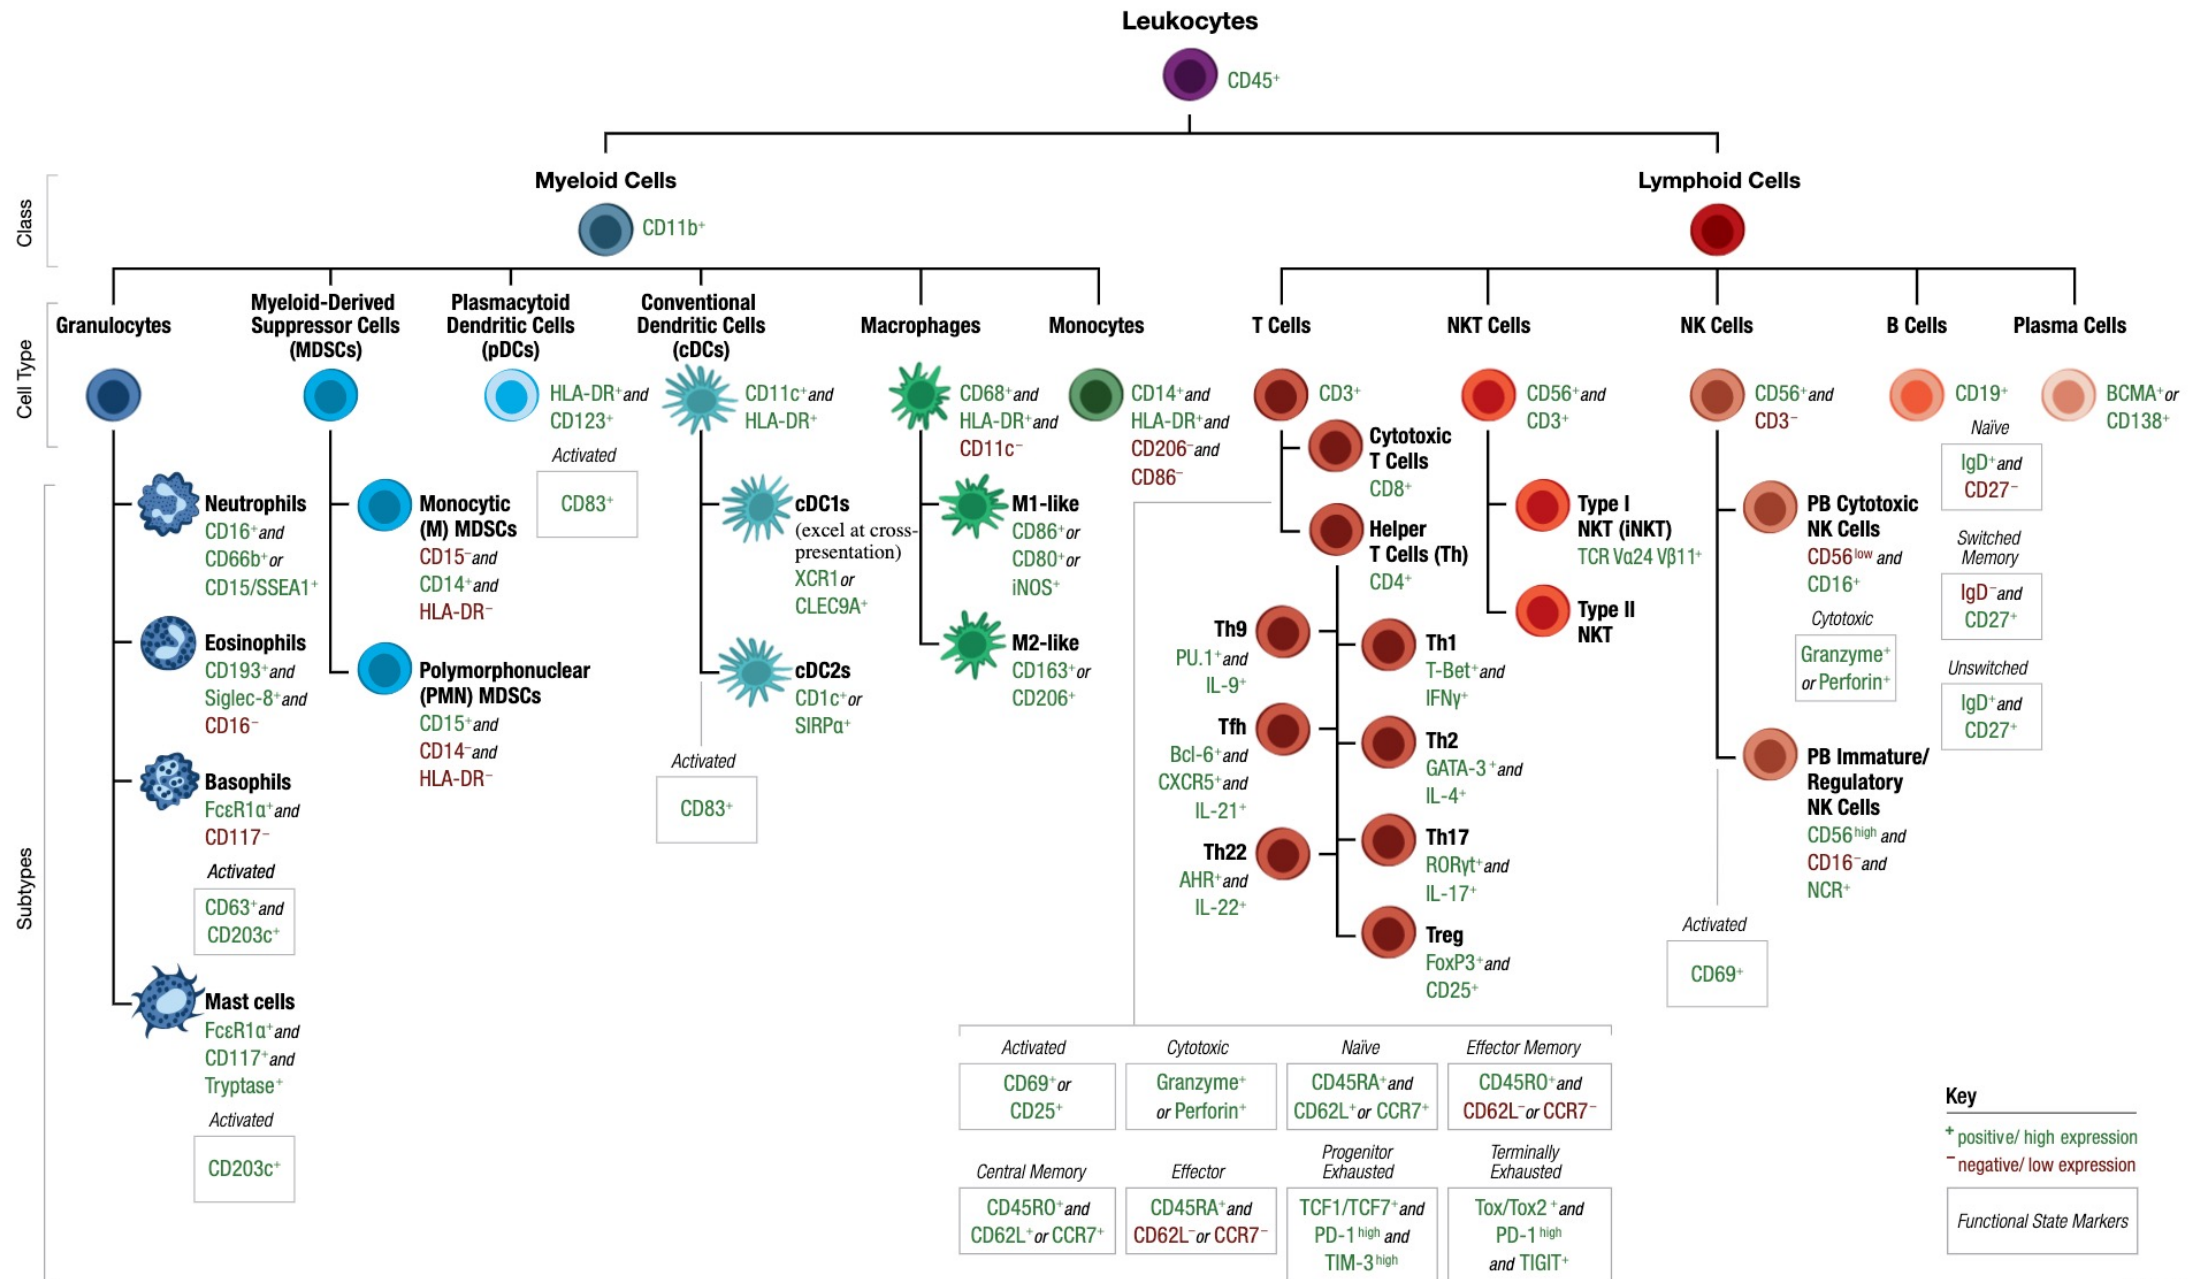 Leukocytes
CD45⁺
Class
Myeloid Cells
CD11b⁺
Lymphoid Cells
Cell Type
Granulocytes
Myeloid-Derived
Suppressor Cells
(MDSCs)
Plasmacytoid
Dendritic Cells
(pDCs)
HLA-DR⁺and
CD123⁺
Activated
CD83⁺
Conventional
Dendritic Cells
(cDCs)
CD11c⁺and
HLA-DR⁺
Macrophages
CD68⁺and
HLA-DR⁺and
CD11c⁻
Monocytes
CD14⁺and
HLA-DR⁺and
CD206⁻and
CD86⁻
T Cells
CD3⁺
NKT Cells
CD56⁺and
CD3⁺
NK Cells
CD56⁺and
CD3⁻
B Cells
CD19⁺
Naïve
IgD⁺and
CD27⁻
Switched
Memory
IgD⁻and
CD27⁺
Unswitched
IgD⁺and
CD27⁺
Plasma Cells
BCMA⁺or
CD138⁺
Subtypes
Neutrophils
CD16⁺and
CD66b⁺or
CD15/SSEA1⁺
Eosinophils
CD193⁺and
Siglec-8⁺and
CD16⁻
Basophils
FcεR1α⁺and
CD117⁻
Activated
CD63⁺and
CD203c⁺
Mast cells
FcεR1α⁺and
CD117⁺and
Tryptase⁺
Activated
CD203c⁺
Monocytic
(M) MDSCs
CD15⁻and
CD14⁺and
HLA-DR⁻
Polymorphonuclear
(PMN) MDSCs
CD15⁺and
CD14⁻and
HLA-DR⁻
cDC1s
(excel at cross-
presentation)
XCR1or
CLEC9A⁺
cDC2s
CD1c⁺or
SIRPα⁺
Activated
CD83⁺
M1-like
CD86⁺or
CD80⁺or
iNOS⁺
M2-like
CD163⁺or
CD206⁺
Cytotoxic
T Cells
CD8⁺
Helper
T Cells (Th)
CD4⁺
Th9
PU.1⁺and
IL-9⁺
Tfh
Bcl-6⁺and
CXCR5⁺and
IL-21⁺
Th22
AHR⁺and
IL-22⁺
Th1
T-Bet⁺and
IFNγ⁺
Th2
GATA-3⁺and
IL-4⁺
Th17
RORγt⁺and
IL-17⁺
Treg
FoxP3⁺and
CD25⁺
Type I
NKT (iNKT)
TCR Vα24 Vβ11⁺
Type II
NKT
PB Cytotoxic
NK Cells
CD56ˡᵒʷ and
CD16⁺
Cytotoxic
Granzyme⁺
or Perforin⁺
PB Immature/
Regulatory
NK Cells
CD56ʰⁱᵍʰ and
CD16⁻and
NCR⁺
Activated
CD69⁺
Activated
CD69⁺or
CD25⁺
Cytotoxic
Granzyme⁺
or Perforin⁺
Naïve
CD45RA⁺and
CD62L⁺or CCR7⁺
Effector Memory
CD45RO⁺and
CD62L⁻or CCR7⁻
Central Memory
CD45RO⁺and
CD62L⁺or CCR7⁺
Effector
CD45RA⁺and
CD62L⁻or CCR7⁻
Progenitor
Exhausted
TCF1/TCF7⁺and
PD-1ʰⁱᵍʰ and
TIM-3ʰⁱᵍʰ
Terminally
Exhausted
Tox/Tox2⁺and
PD-1ʰⁱᵍʰ
and TIGIT⁺
Key
⁺ positive/ high expression
⁻ negative/ low expression
Functional State Markers